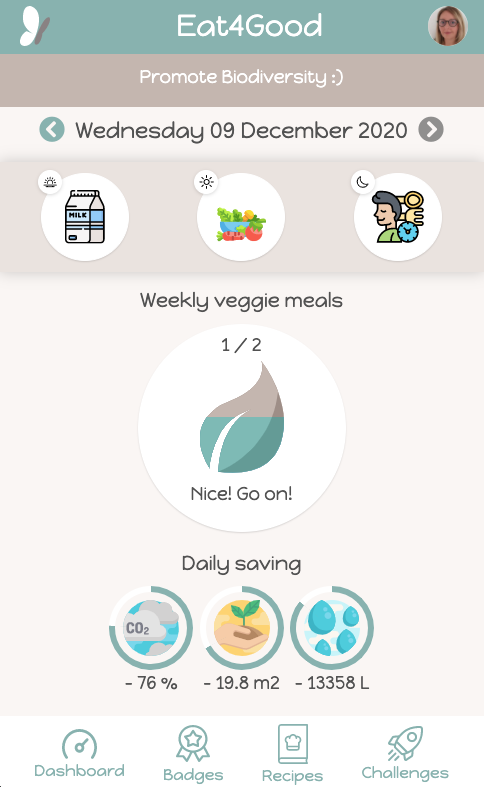 Eat4Good
Promote Biodiversity :)
Wednesday 09 December 2020
MILK
Weekly veggie meals
1 / 2
Nice! Go on!
Daily saving
CO₂
- 76 %
- 19.8 m2
- 13358 L
Dashboard
Badges
Recipes
Challenges